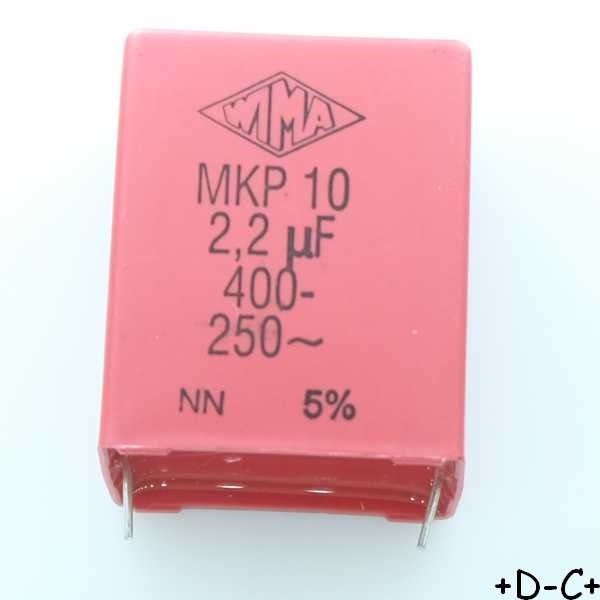 WIMA
MKP 10
2,2 µF
400-
250~
NN 5%
+D-C+